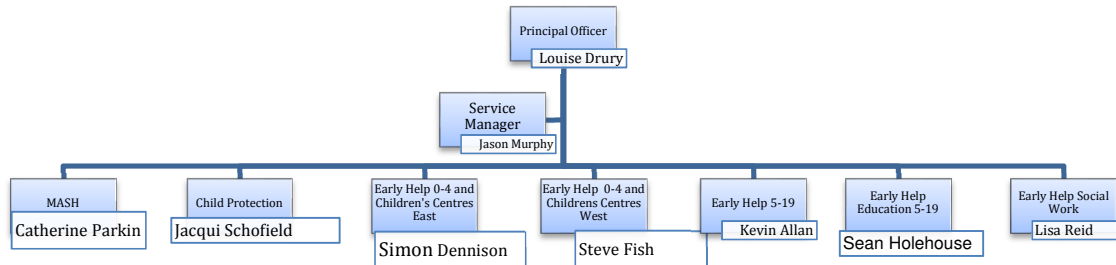 Principal Officer
Louise Drury
Service
Manager
Jason Murphy
MASH
Catherine Parkin
Child Protection
Jacqui Schofield
Early Help 0-4 and
Children's Centres
East
Simon Dennison
Early Help 0-4 and
Childrens Centres
West
Steve Fish
Early Help 5-19
Kevin Allan
Early Help
Education 5-19
Sean Holehouse
Early Help Social
Work
Lisa Reid